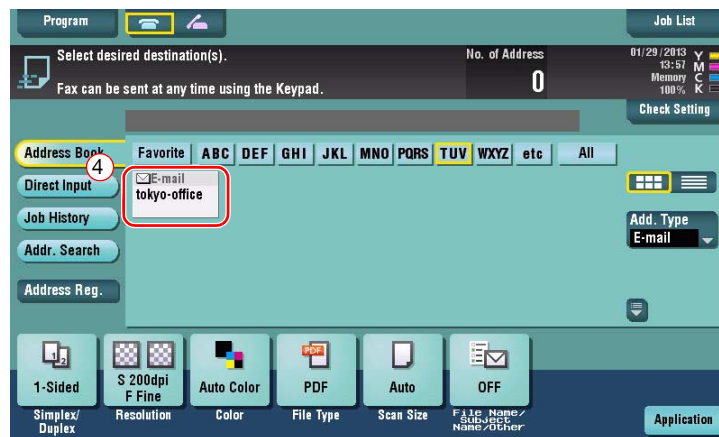 Program
Job List
Select desired destination(s).
No. of Address
01/29/2013
13:57
Memory
100%
Y
M
C
K
Fax can be sent at any time using the Keypad.
0
Check Setting
Address Book
Favorite ABC DEF GHI JKL MNO PQRS TUV WXYZ etc All
4
E-mail
tokyo-office
Direct Input
Job History
Add. Type
E-mail
Addr. Search
Address Reg.
1 2
PDF
1-Sided
S 200dpi
F Fine
Auto Color
PDF
Auto
OFF
Simplex/
Duplex
Resolution
Color
File Type
Scan Size
File Name/
Subject
Name/Other
Application